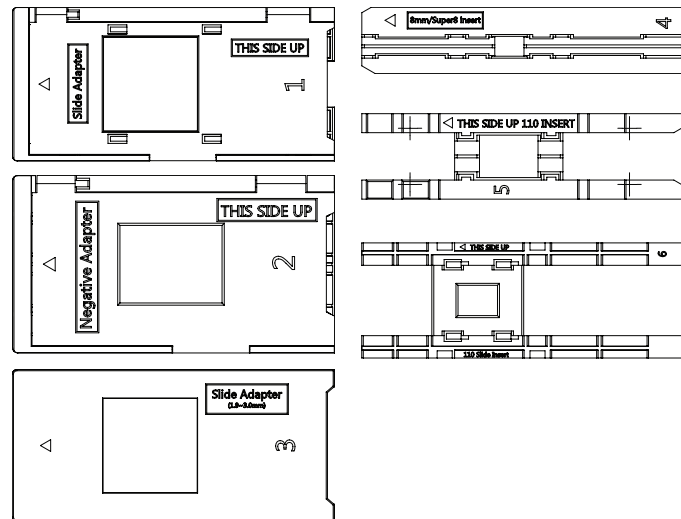 Slide Adapter
THIS SIDE UP
1
Negative Adapter
THIS SIDE UP
2
Slide Adapter
(1.9~3.0mm)
3
8mm/Super8 Insert
4
THIS SIDE UP 110 INSERT
5
THIS SIDE UP
6
110 Slide Insert